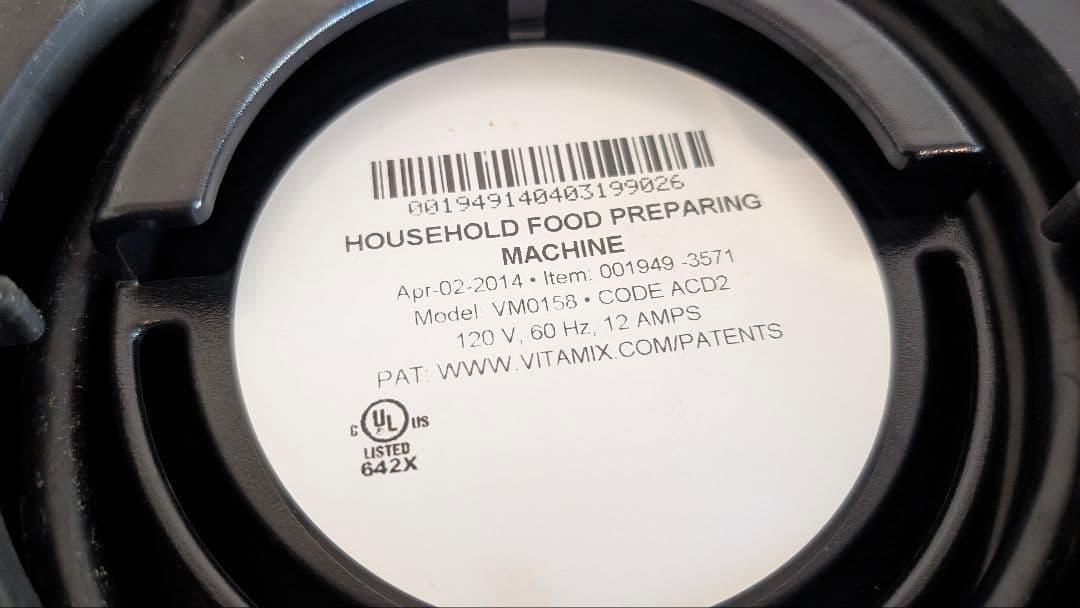 001949140403199026
HOUSEHOLD FOOD PREPARING
MACHINE
Apr-02-2014 • Item: 001949 -3571
Model: VM0158 • CODE ACD2
120 V, 60 Hz, 12 AMPS
PAT: WWW.VITAMIX.COM/PATENTS
C UL US
LISTED
642X